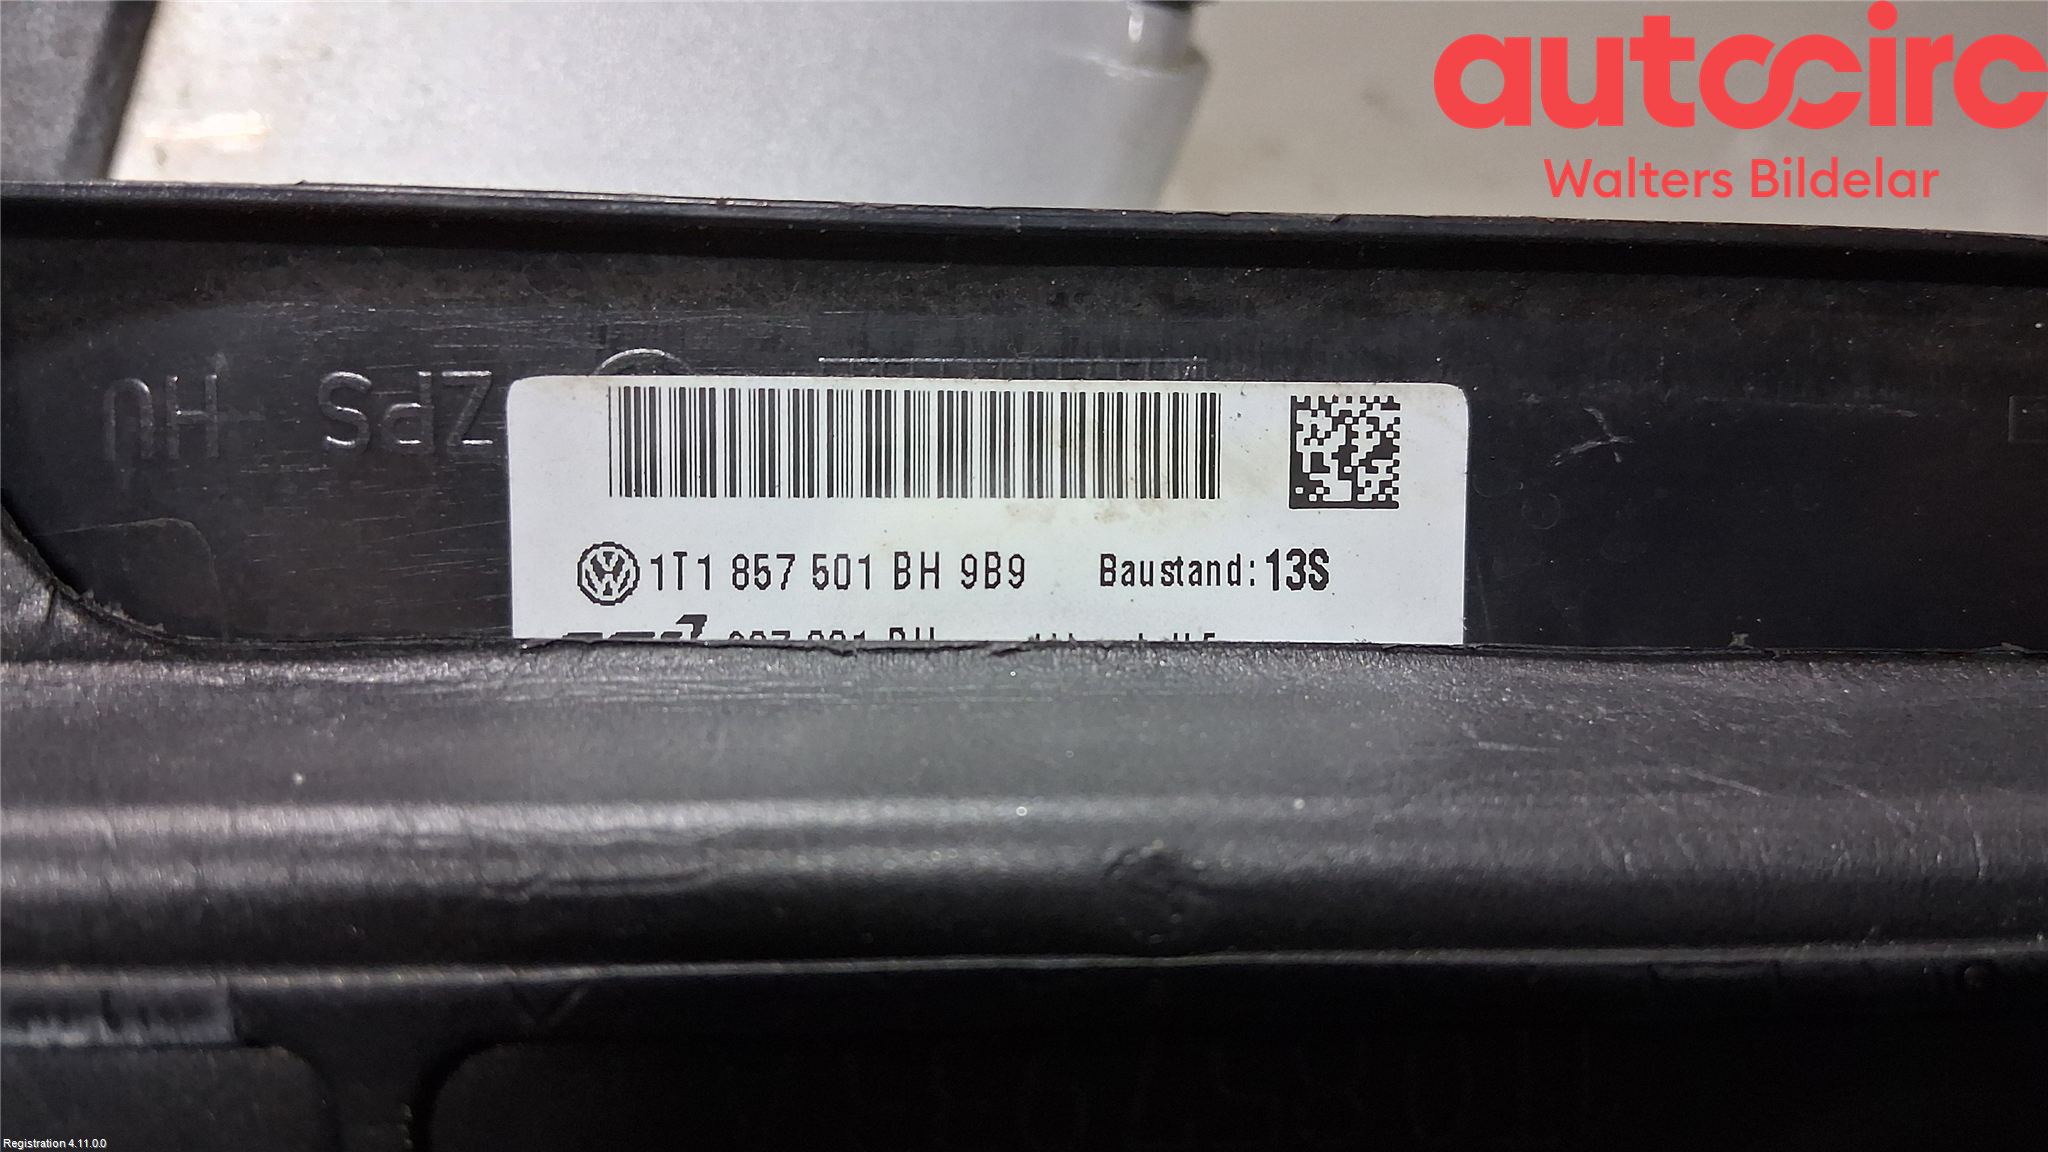 autocirc
Walters Bildelar
HU ZPS
1T1 857 501 BH 9B9 Baustand: 13S
Registration 4.11.0.0